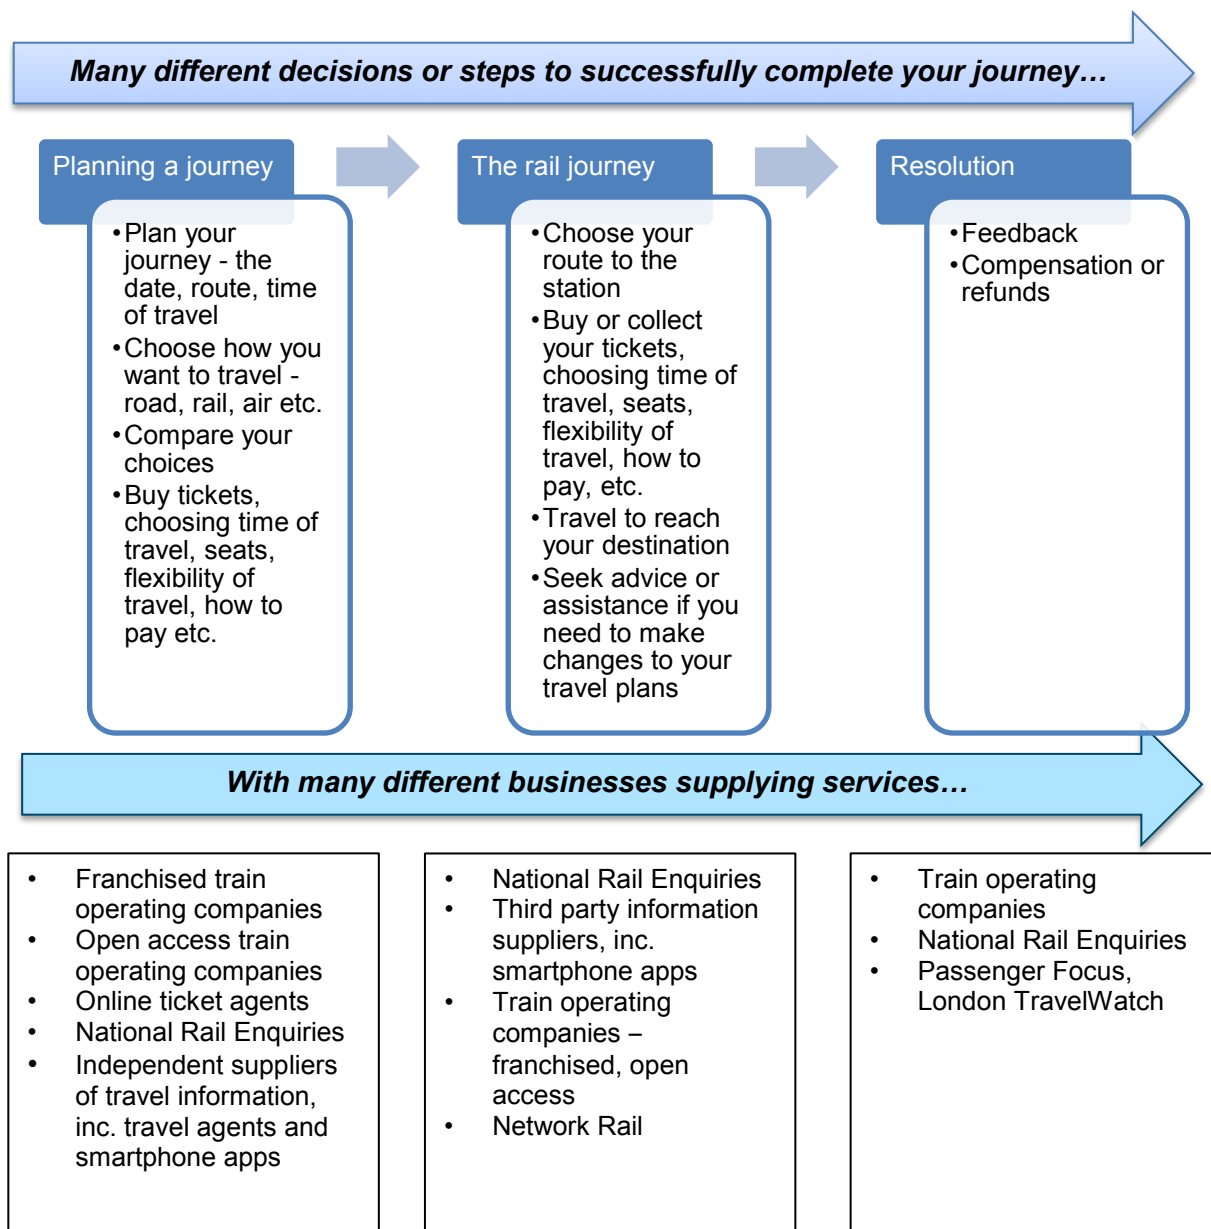 Many different decisions or steps to successfully complete your journey…
Planning a journey
•Plan your
journey - the
date, route, time
of travel
•Choose how you
want to travel -
road, rail, air etc.
•Compare your
choices
•Buy tickets,
choosing time of
travel, seats,
flexibility of
travel, how to
pay etc.
The rail journey
•Choose your
route to the
station
•Buy or collect
your tickets,
choosing time of
travel, seats,
flexibility of
travel, how to
pay, etc.
•Travel to reach
your destination
•Seek advice or
assistance if you
need to make
changes to your
travel plans
Resolution
•Feedback
•Compensation or
refunds
With many different businesses supplying services…
• Franchised train
operating companies
• Open access train
operating companies
• Online ticket agents
• National Rail Enquiries
• Independent suppliers
of travel information,
inc. travel agents and
smartphone apps
• National Rail Enquiries
• Third party information
suppliers, inc.
smartphone apps
• Train operating
companies –
franchised, open
access
• Network Rail
• Train operating
companies
• National Rail Enquiries
• Passenger Focus,
London TravelWatch